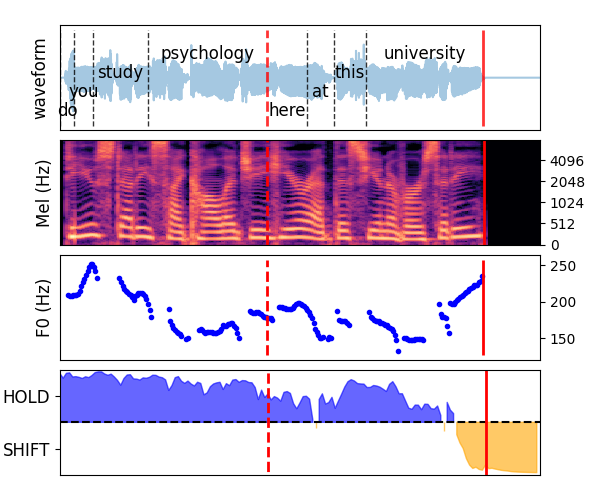 waveform
do
you
study
psychology
here
at
this
university
Mel (Hz)
4096
2048
1024
512
0
F0 (Hz)
250
200
150
HOLD
SHIFT